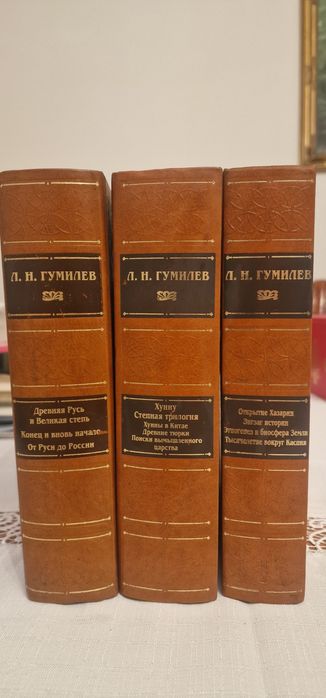 Л. Н. ГУМИЛЕВ
Древняя Русь
и Великая степь
Конец и вновь начало
От Руси до России
Л. Н. ГУМИЛЕВ
Хунну
Степная трилогия
Хунны в Китае
Древние тюрки
Поиски вымышленного
царства
Л. Н. ГУМИЛЕВ
Открытие Хазарии
Зигзаг истории
Этногенез и биосфера Земли
Тысячелетие вокруг Каспия